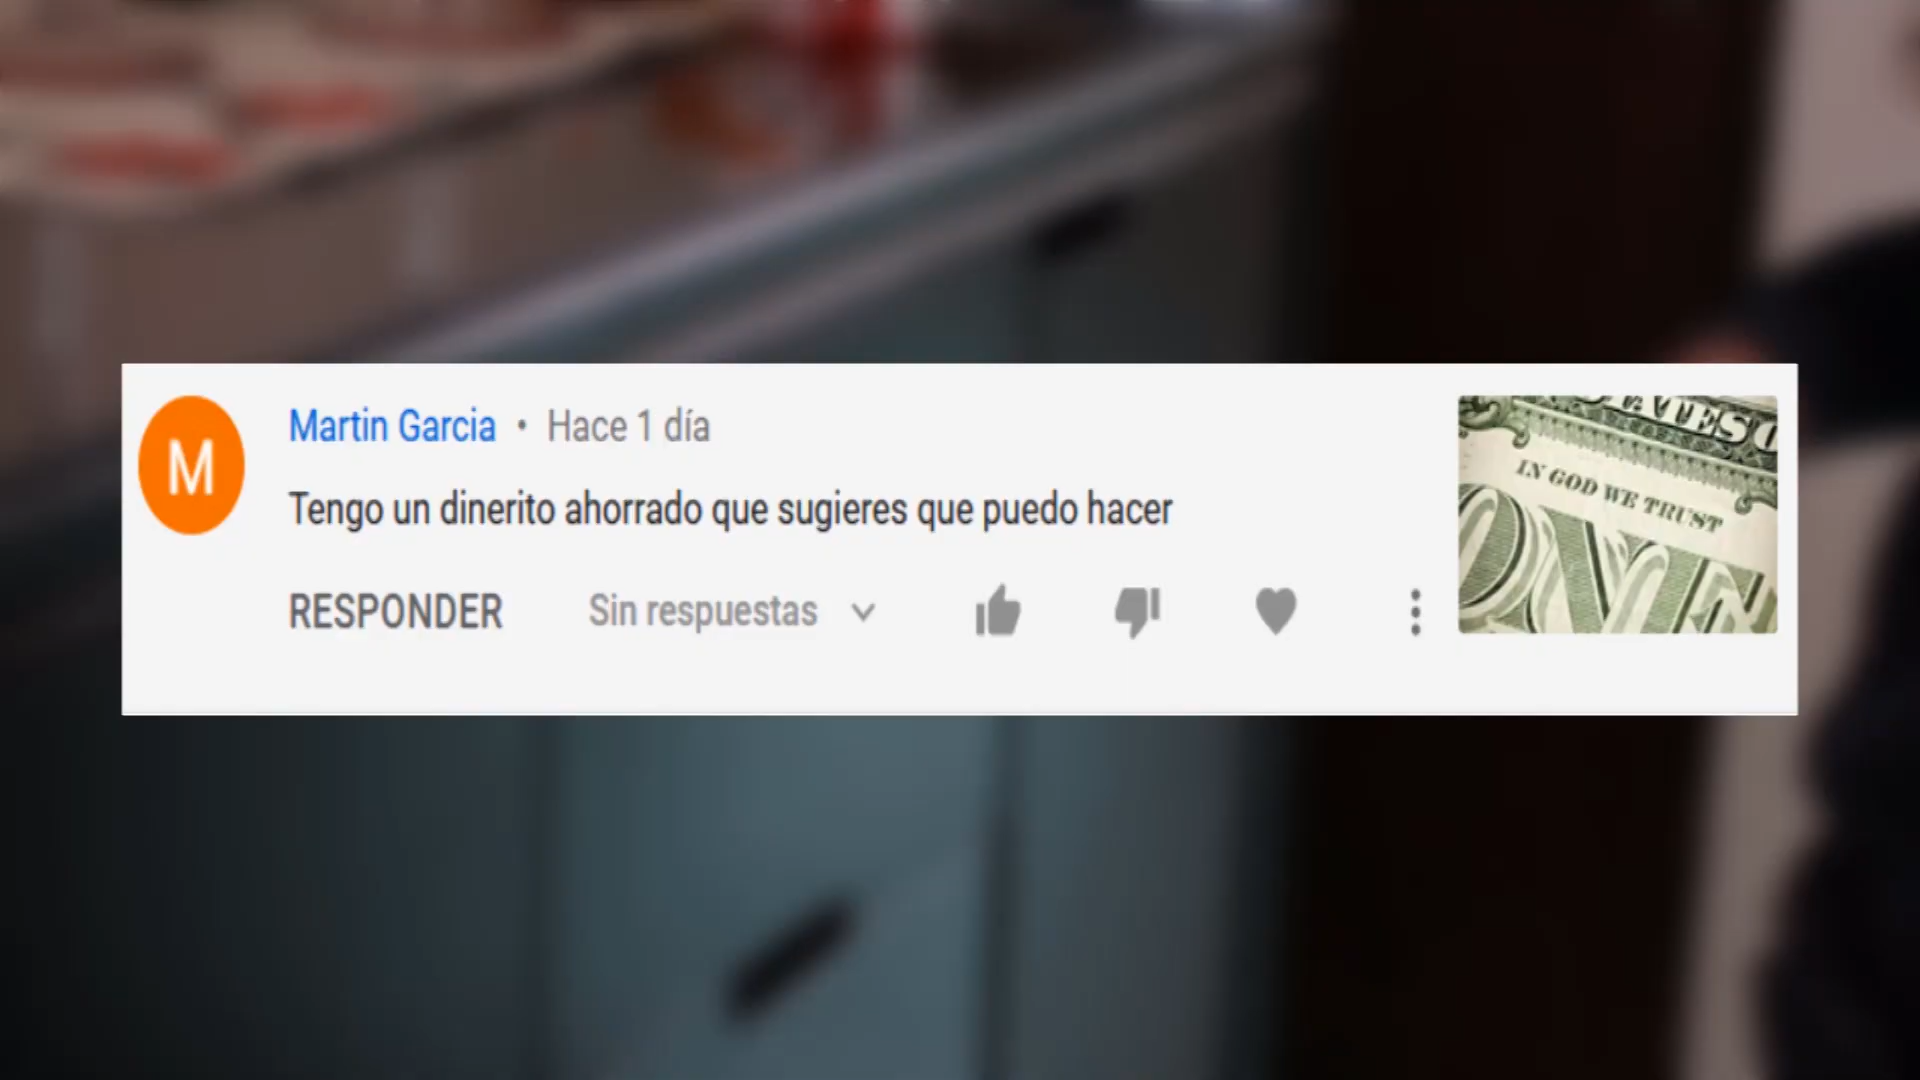 M
Martin Garcia • Hace 1 día
Tengo un dinerito ahorrado que sugieres que puedo hacer
RESPONDER Sin respuestas
TATES O
IN GOD WE TRUST
ONE